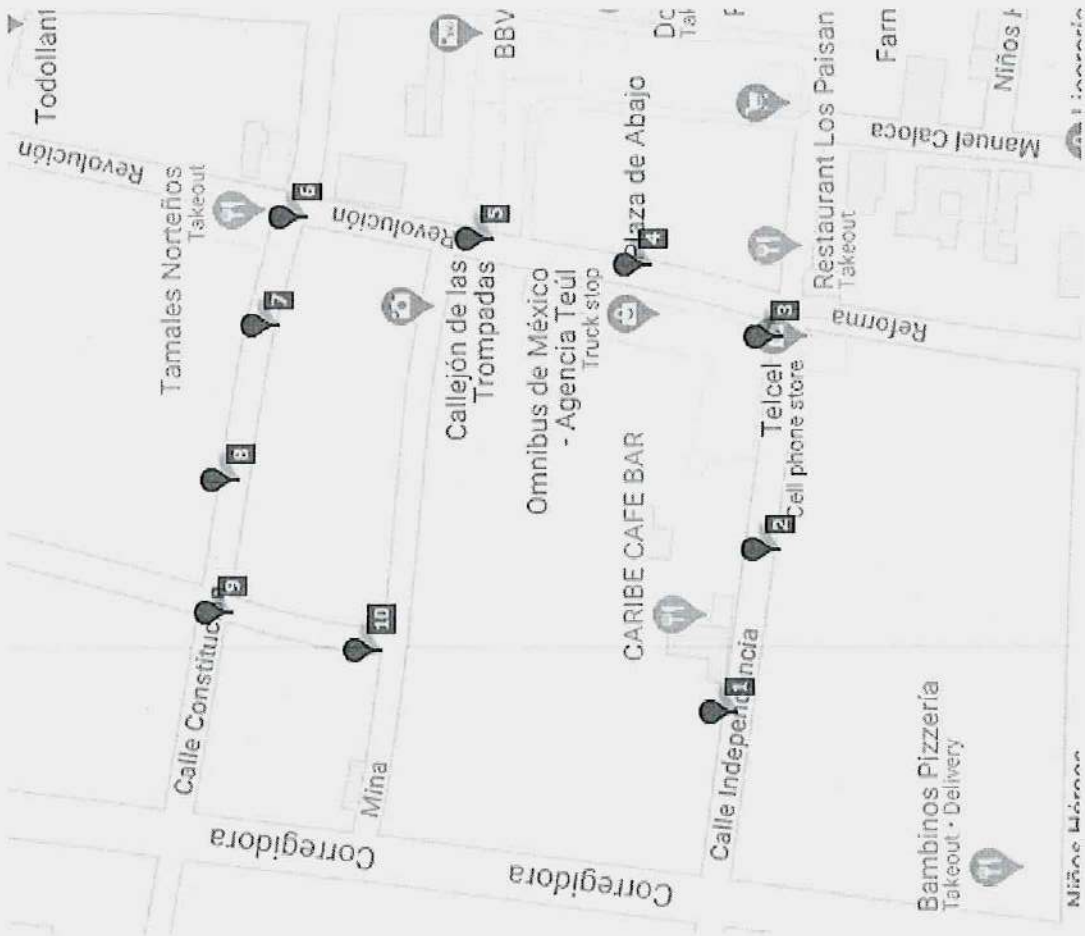 Todollant
Revolución
Tamales Norteños
Takeout
6
7
8
9
Calle Constituc
10
Mina
Corregidora
Corregidora
BBV
Revolución
5
Callejón de las
Trompadas
Omnibus de México
- Agencia Teúl
Truck stop
Plaza de Abajo
4
CARIBE CAFE BAR
3
Telcel
Cell phone store
2
1
Calle Independencia
Restaurant Los Paisan
Takeout
Reforma
Manuel Caloca
Farn
Niños
Bambinos Pizzería
Takeout · Delivery
Niños Héroes